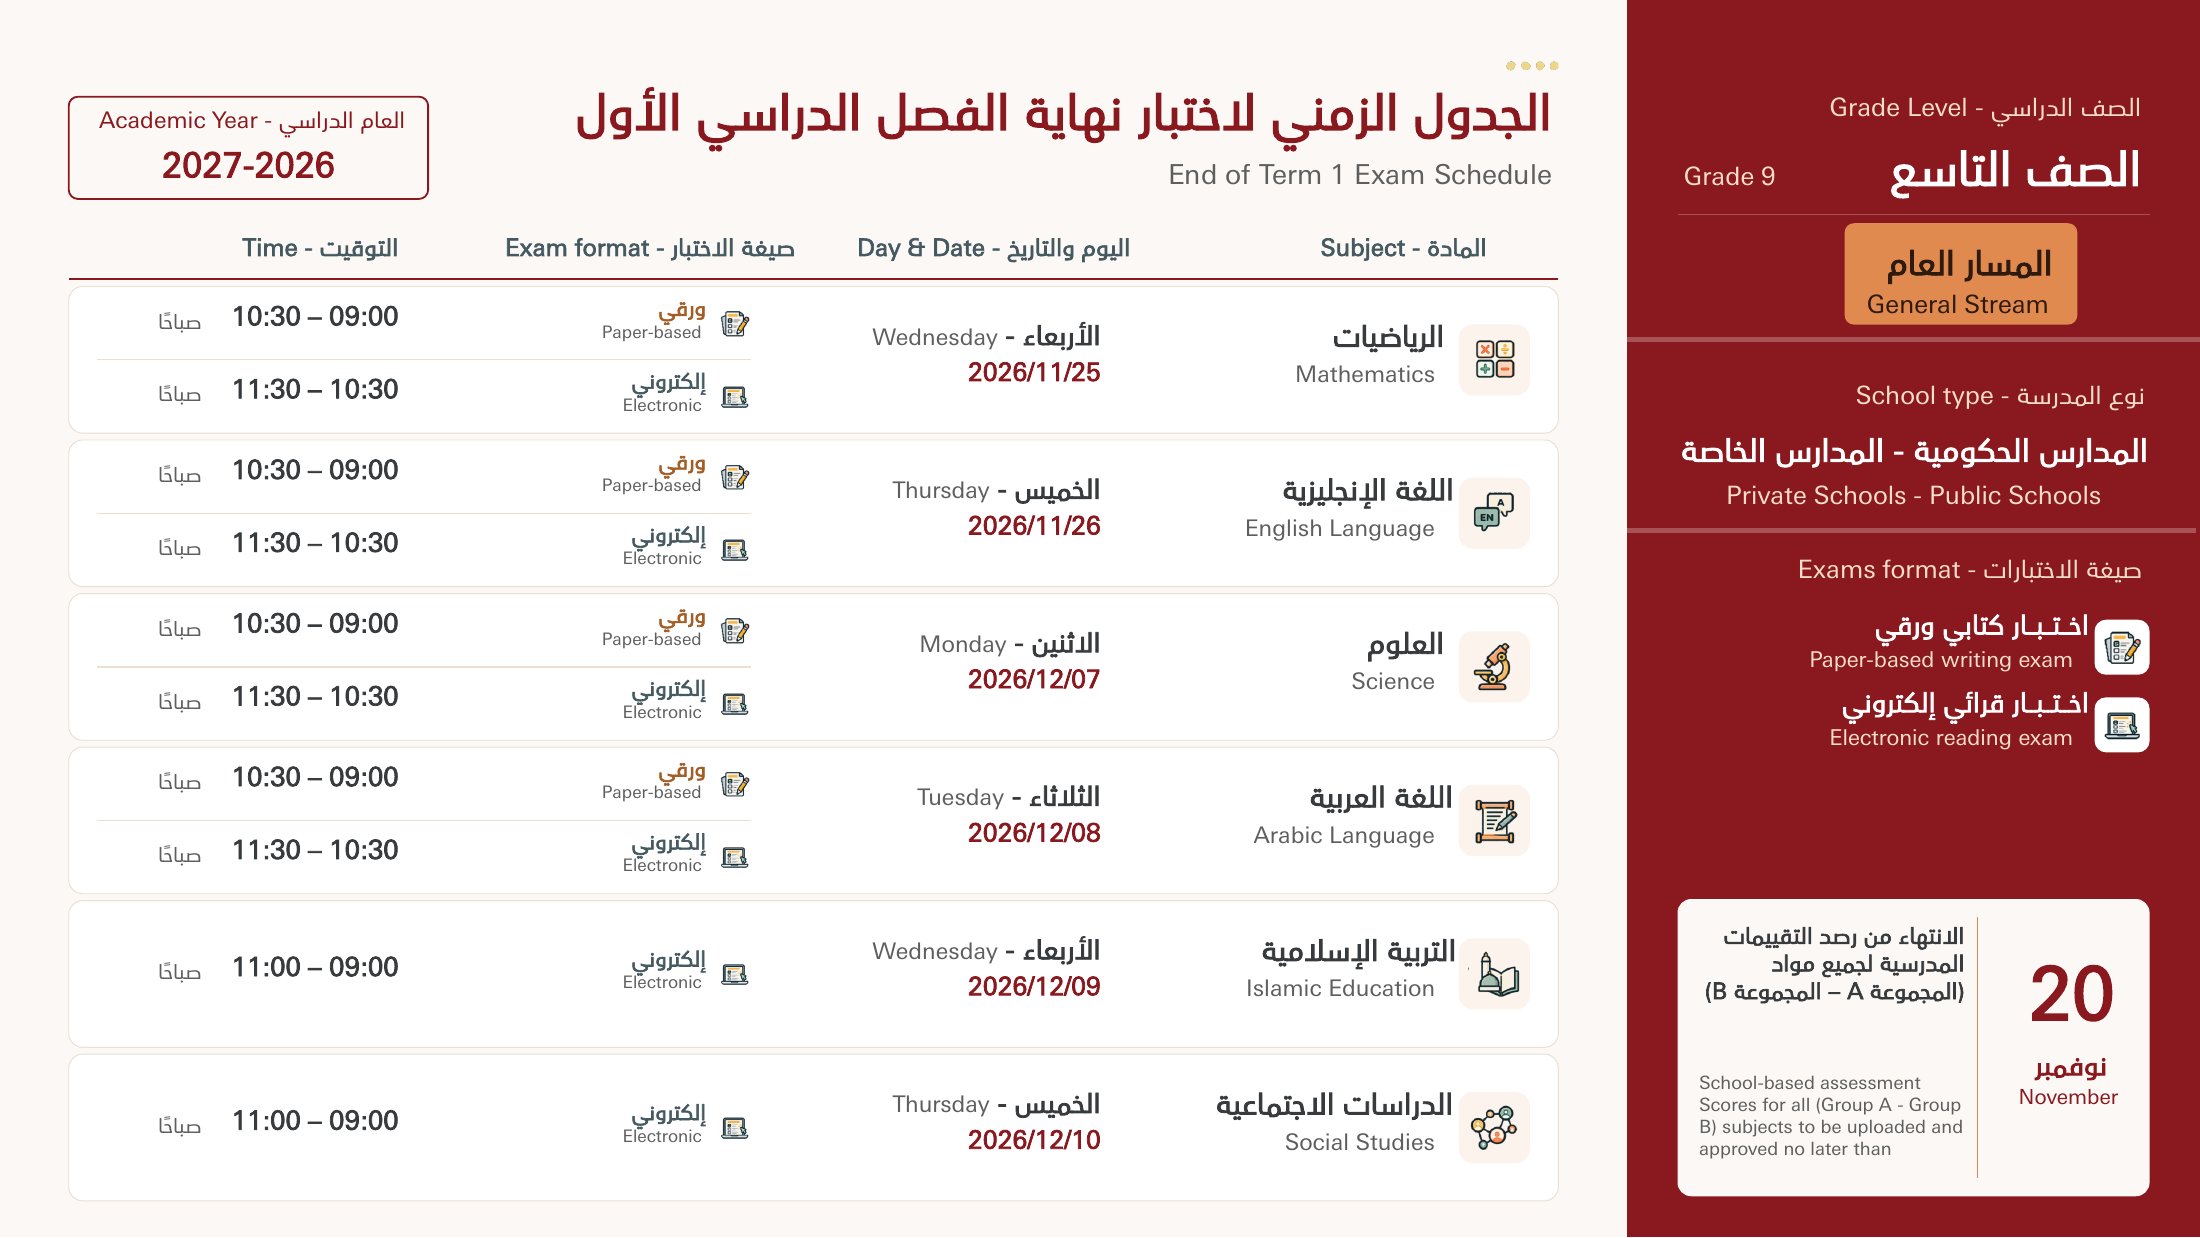 الجدول الزمني لاختبار نهاية الفصل الدراسي الأول
End of Term 1 Exam Schedule
العام الدراسي - Academic Year
2027-2026
الصف الدراسي - Grade Level
الصف التاسع
Grade 9
المسار العام
General Stream
نوع المدرسة - School type
المدارس الحكومية - المدارس الخاصة
Private Schools - Public Schools
صيغة الاختبارات - Exams format
اختبار كتابي ورقي
Paper-based writing exam
اختبار قرائي إلكتروني
Electronic reading exam
20
نوفمبر
November
الانتهاء من رصد التقييمات
المدرسية لجميع مواد
(المجموعة A – المجموعة B)
School-based assessment
Scores for all (Group A - Group
B) subjects to be uploaded and
approved no later than
المادة - Subject
اليوم والتاريخ - Day & Date
صيغة الاختبار - Exam format
التوقيت - Time
الرياضيات
Mathematics
الأربعاء - Wednesday
2026/11/25
ورقي
Paper-based
10:30 – 09:00 صباحًا
إلكتروني
Electronic
11:30 – 10:30 صباحًا
اللغة الإنجليزية
English Language
الخميس - Thursday
2026/11/26
ورقي
Paper-based
10:30 – 09:00 صباحًا
إلكتروني
Electronic
11:30 – 10:30 صباحًا
العلوم
Science
الاثنين - Monday
2026/12/07
ورقي
Paper-based
10:30 – 09:00 صباحًا
إلكتروني
Electronic
11:30 – 10:30 صباحًا
اللغة العربية
Arabic Language
الثلاثاء - Tuesday
2026/12/08
ورقي
Paper-based
10:30 – 09:00 صباحًا
إلكتروني
Electronic
11:30 – 10:30 صباحًا
التربية الإسلامية
Islamic Education
الأربعاء - Wednesday
2026/12/09
إلكتروني
Electronic
11:00 – 09:00 صباحًا
الدراسات الاجتماعية
Social Studies
الخميس - Thursday
2026/12/10
إلكتروني
Electronic
11:00 – 09:00 صباحًا